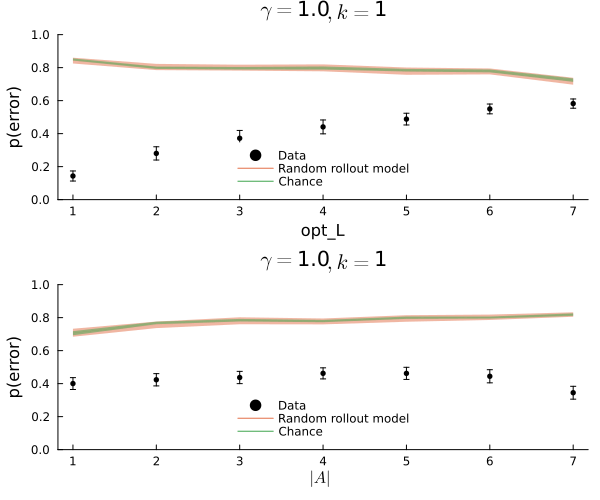 γ = 1.0, k = 1
1.0
0.8
0.6
0.4
0.2
0.0
p(error)
Data
Random rollout model
Chance
1 2 3 4 5 6 7
opt_L
γ = 1.0, k = 1
1.0
0.8
0.6
0.4
0.2
0.0
p(error)
Data
Random rollout model
Chance
1 2 3 4 5 6 7
|A|